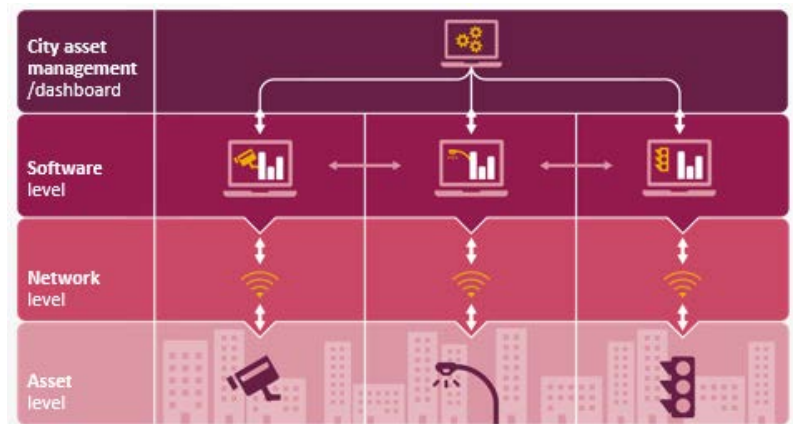 City asset
management
/dashboard
Software
level
Network
level
Asset
level